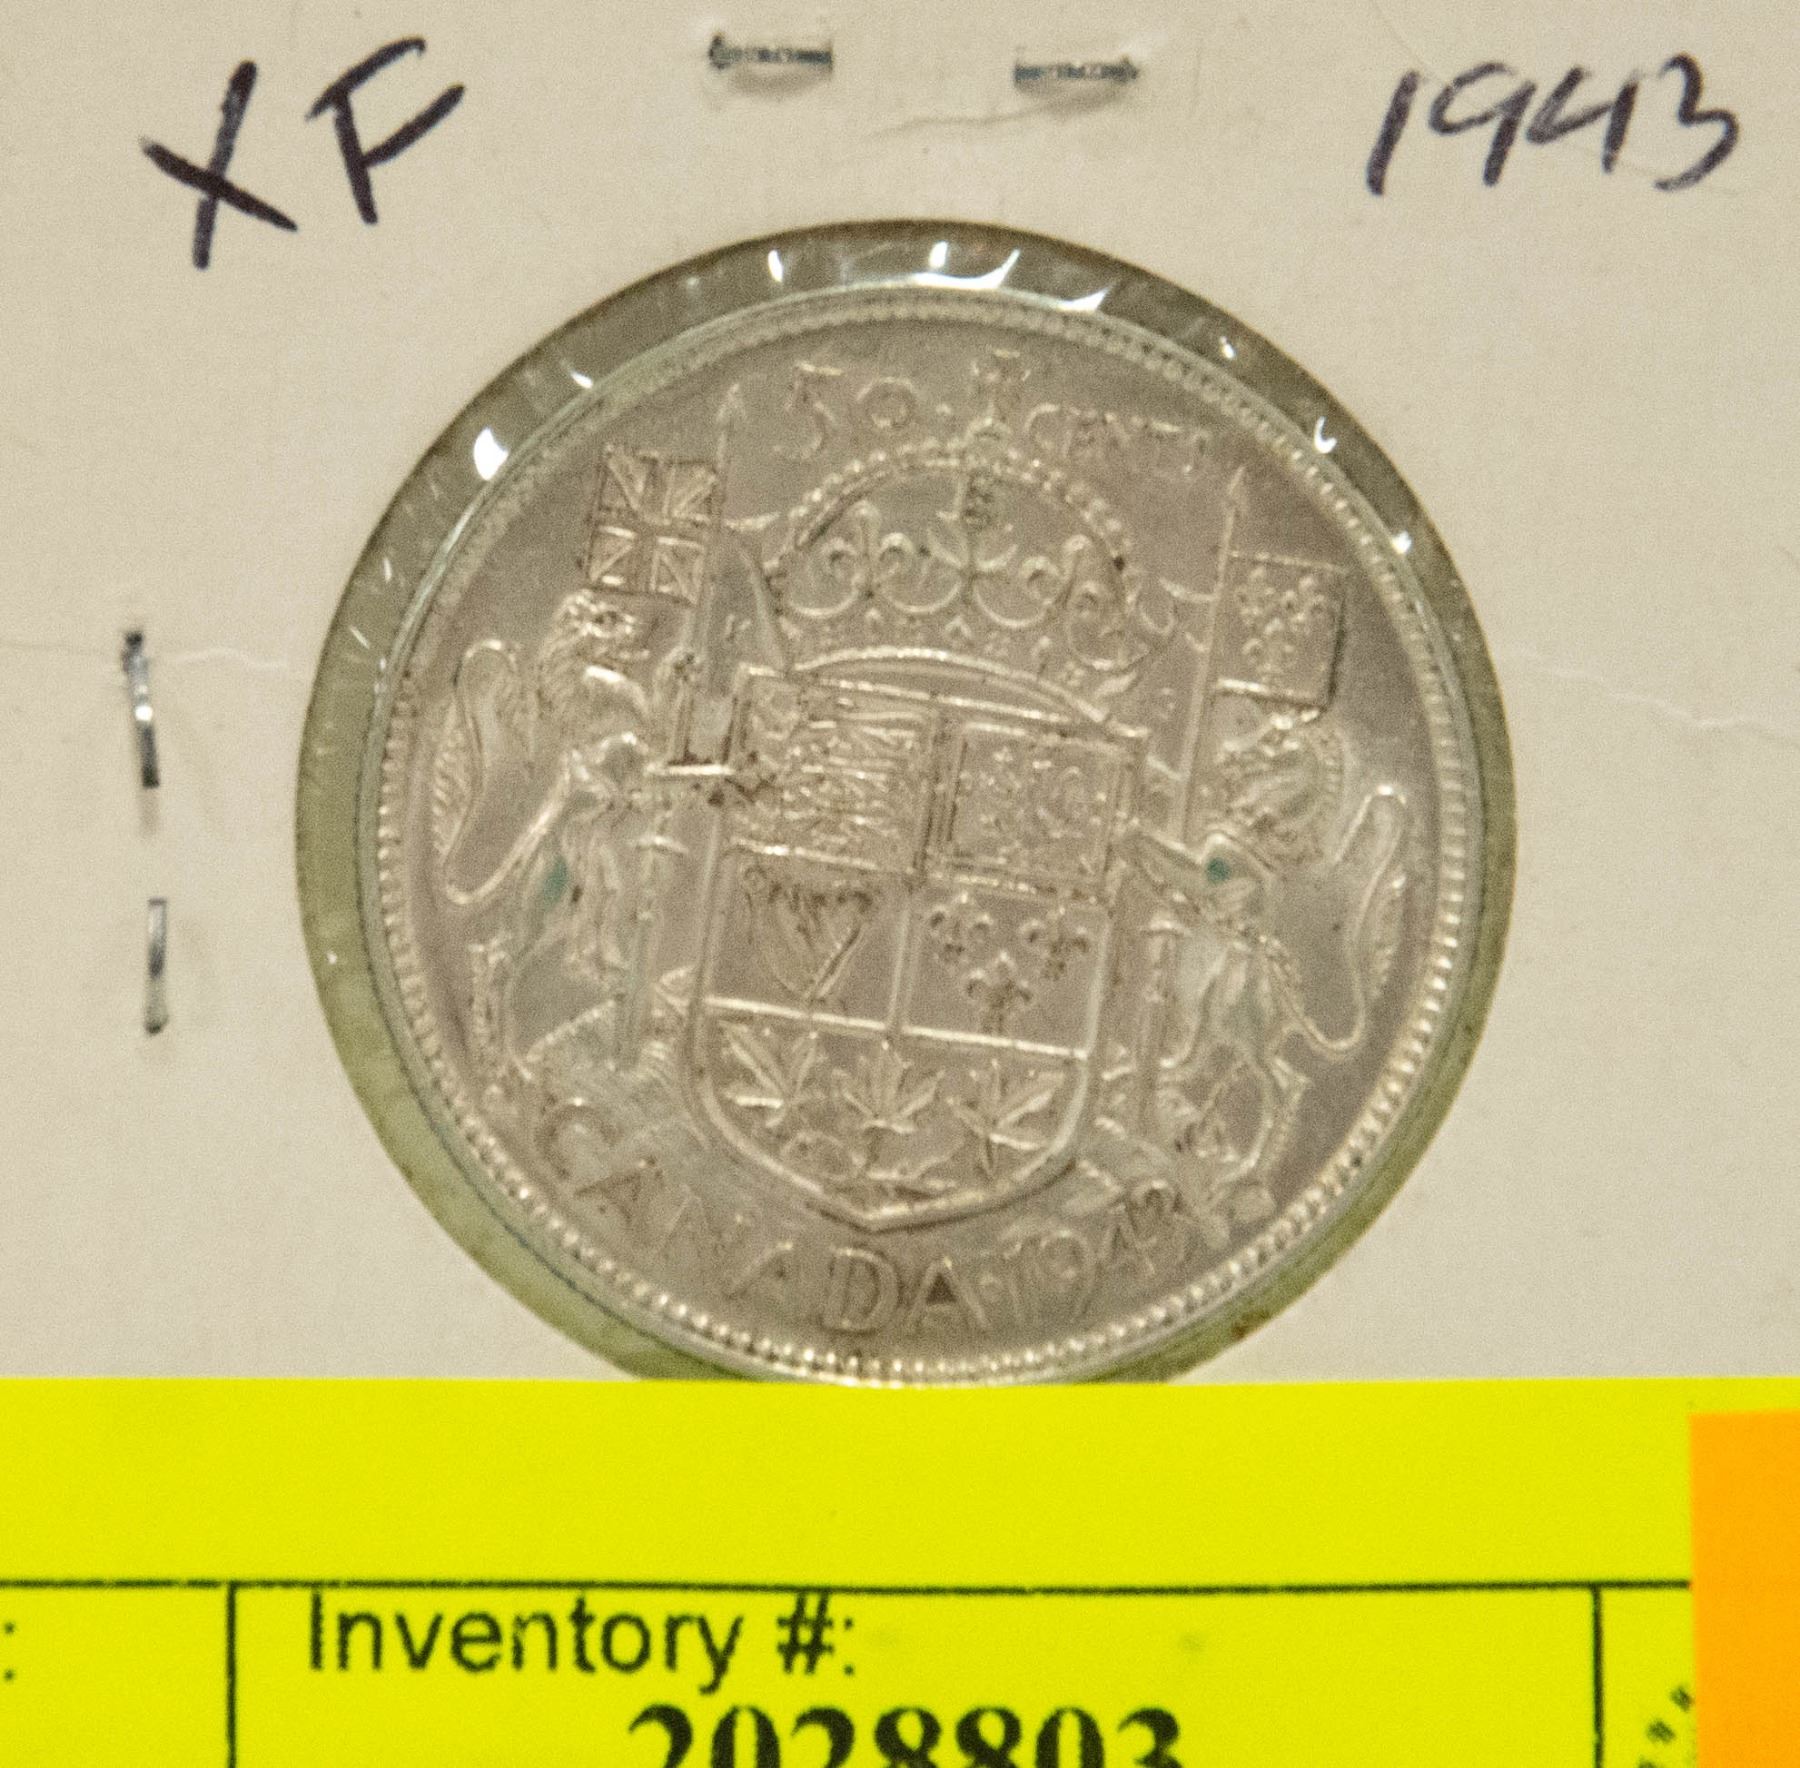 XF 1943
50 CENTS
CANADA 1943
Inventory #:
2028803